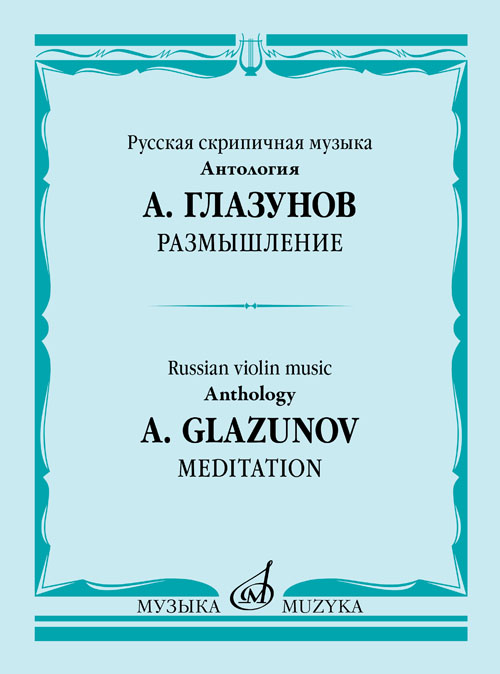 Русская скрипичная музыка
Антология
А. ГЛАЗУНОВ
РАЗМЫШЛЕНИЕ
Russian violin music
Anthology
A. GLAZUNOV
MEDITATION
МУЗЫКА М MUZYKA